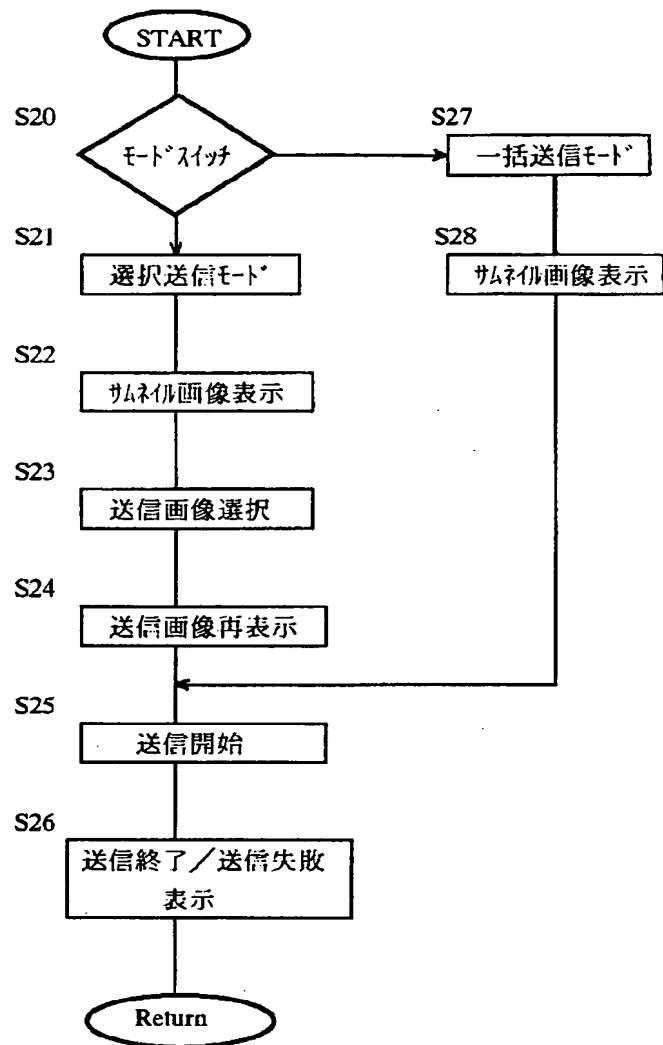 START
S20
モードスイッチ
S27
一括送信モード
S21
選択送信モード
S28
サムネイル画像表示
S22
サムネイル画像表示
S23
送信画像選択
S24
送信画像再表示
S25
送信開始
S26
送信終了／送信失敗
表示
Return